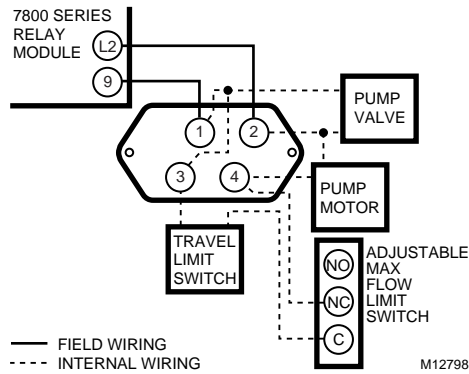 7800 SERIES
RELAY
MODULE
L2
9
1
2
3
4
PUMP
VALVE
PUMP
MOTOR
TRAVEL
LIMIT
SWITCH
NO
NC
C
ADJUSTABLE
MAX
FLOW
LIMIT
SWITCH
FIELD WIRING
INTERNAL WIRING
M12798